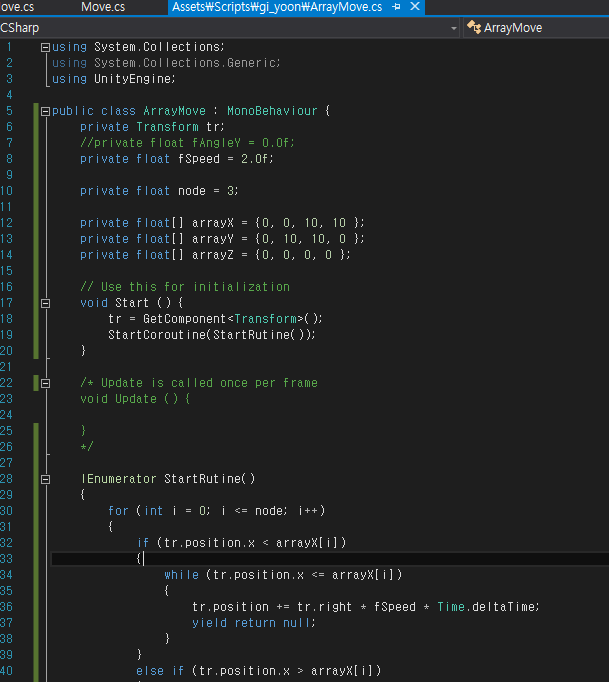 ove.cs Move.cs Assets₩Scripts₩gi_yoon₩ArrayMove.cs
CSharp ArrayMove
1 using System.Collections;
2 using System.Collections.Generic;
3 using UnityEngine;
4
5 public class ArrayMove : MonoBehaviour {
6 private Transform tr;
7 //private float fAngleY = 0.0f;
8 private float fSpeed = 2.0f;
9
10 private float node = 3;
11
12 private float[] arrayX = {0, 0, 10, 10 };
13 private float[] arrayY = {0, 10, 10, 0 };
14 private float[] arrayZ = {0, 0, 0, 0 };
15
16 // Use this for initialization
17 void Start () {
18 tr = GetComponent<Transform>();
19 StartCoroutine(StartRutine());
20 }
21
22 /* Update is called once per frame
23 void Update () {
24
25 }
26 */
27
28 IEnumerator StartRutine()
29 {
30 for (int i = 0; i <= node; i++)
31 {
32 if (tr.position.x < arrayX[i])
33 {
34 while (tr.position.x <= arrayX[i])
35 {
36 tr.position += tr.right * fSpeed * Time.deltaTime;
37 yield return null;
38 }
39 }
40 else if (tr.position.x > arrayX[i])